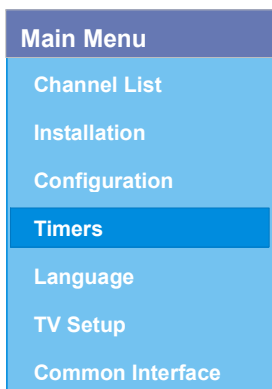 Main Menu
Channel List
Installation
Configuration
Timers
Language
TV Setup
Common Interface